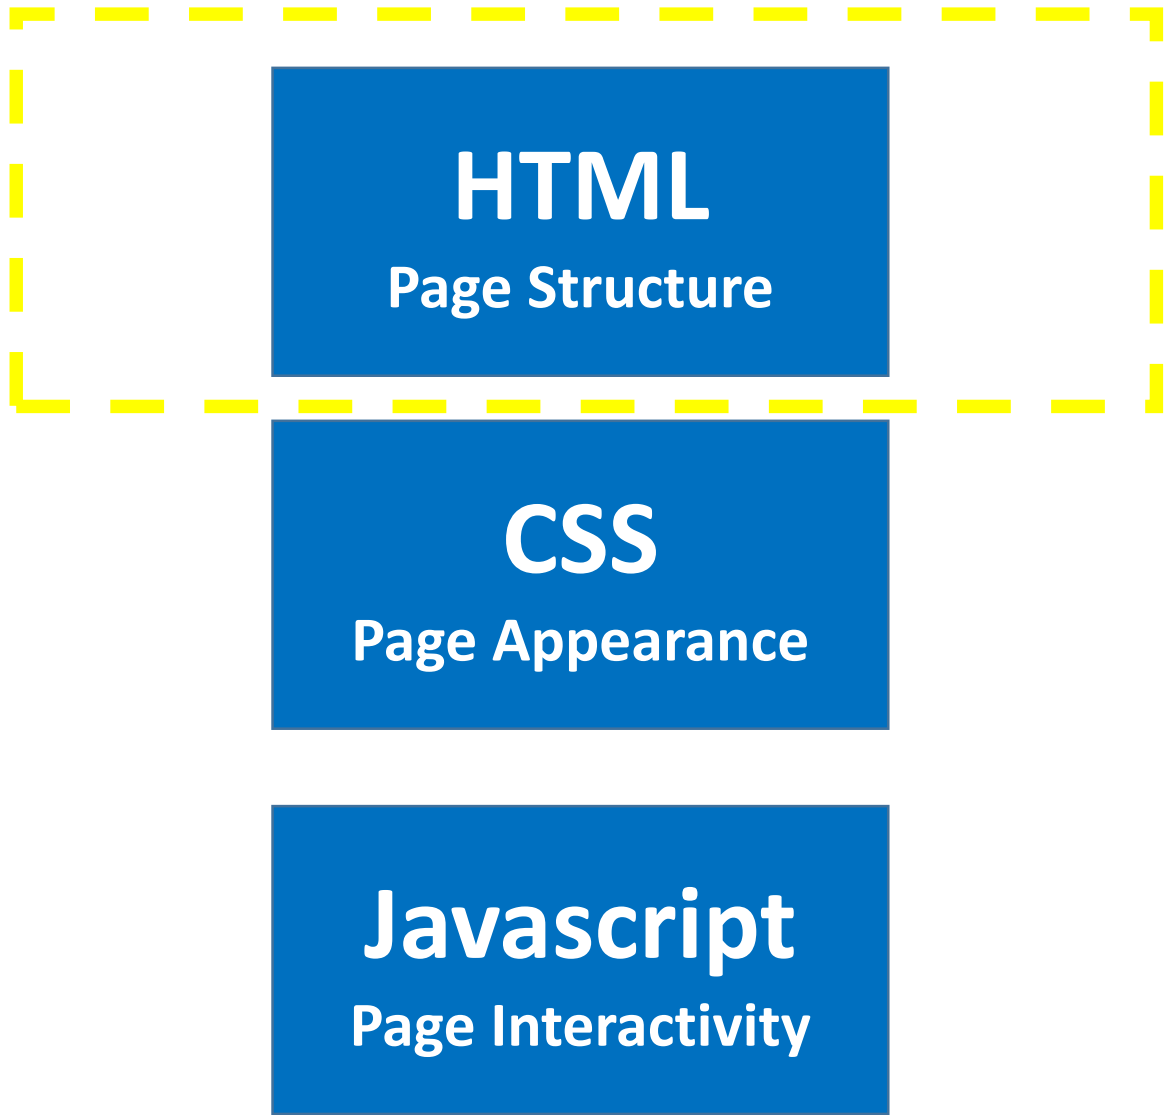 HTML
Page Structure
CSS
Page Appearance
Javascript
Page Interactivity